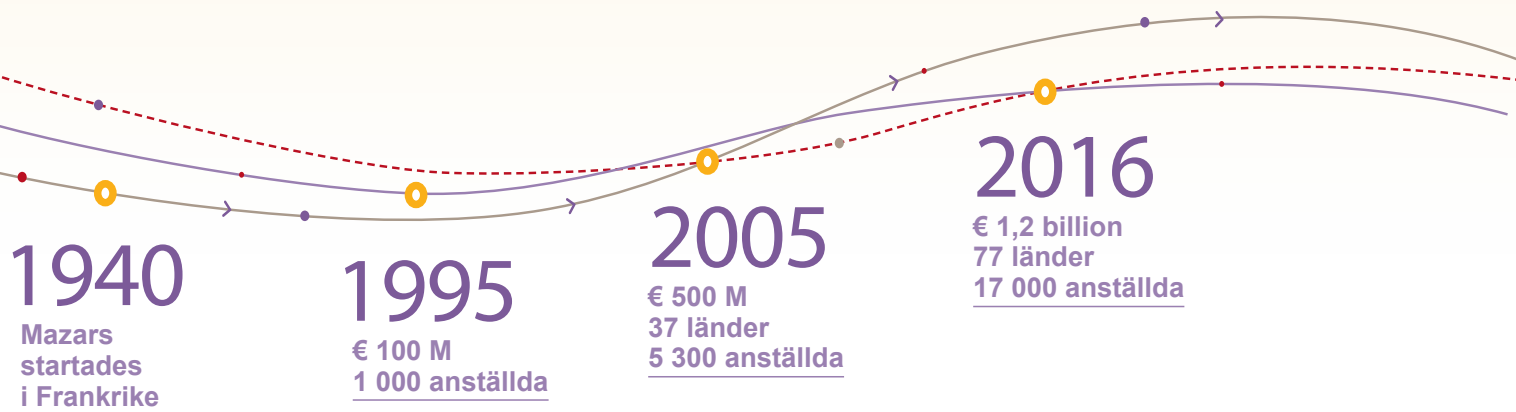 1940
Mazars
startades
i Frankrike
1995
€ 100 M
1 000 anställda
2005
€ 500 M
37 länder
5 300 anställda
2016
€ 1,2 billion
77 länder
17 000 anställda